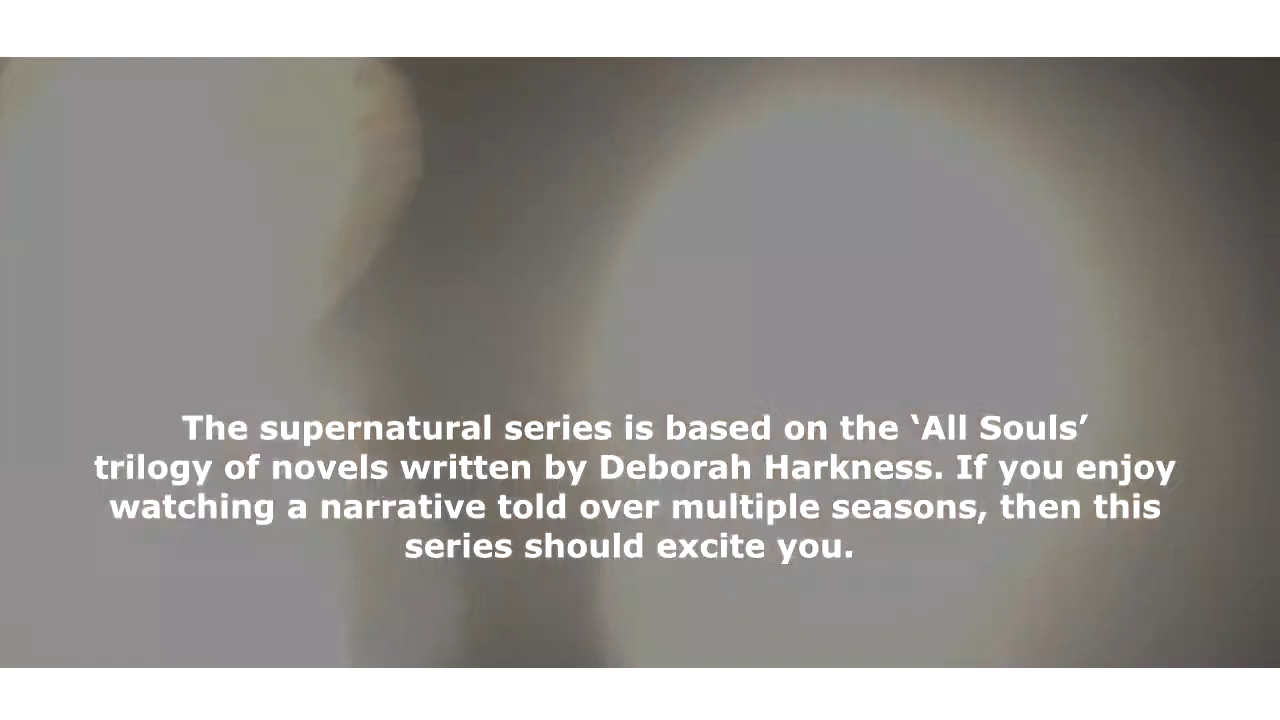 The supernatural series is based on the ‘All Souls’
trilogy of novels written by Deborah Harkness. If you enjoy
watching a narrative told over multiple seasons, then this
series should excite you.